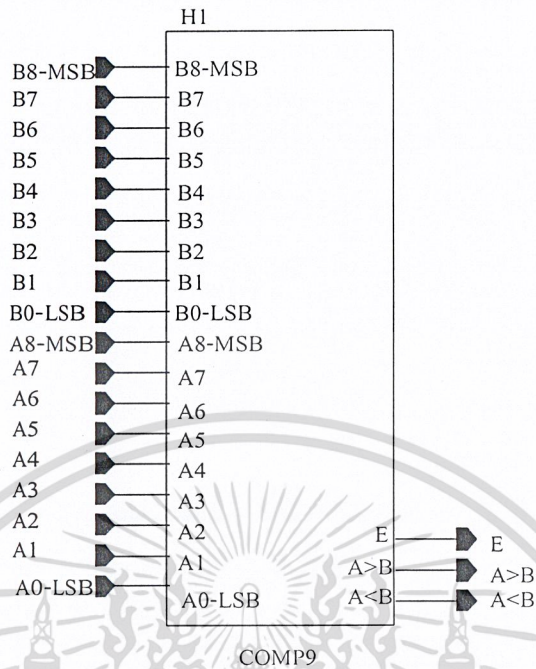 H1
B8-MSB B8-MSB
B7 B7
B6 B6
B5 B5
B4 B4
B3 B3
B2 B2
B1 B1
B0-LSB B0-LSB
A8-MSB A8-MSB
A7 A7
A6 A6
A5 A5
A4 A4
A3 A3
A2 A2
A1 A1
A0-LSB A0-LSB
E E
A>B A>B
A<B A<B
COMP9